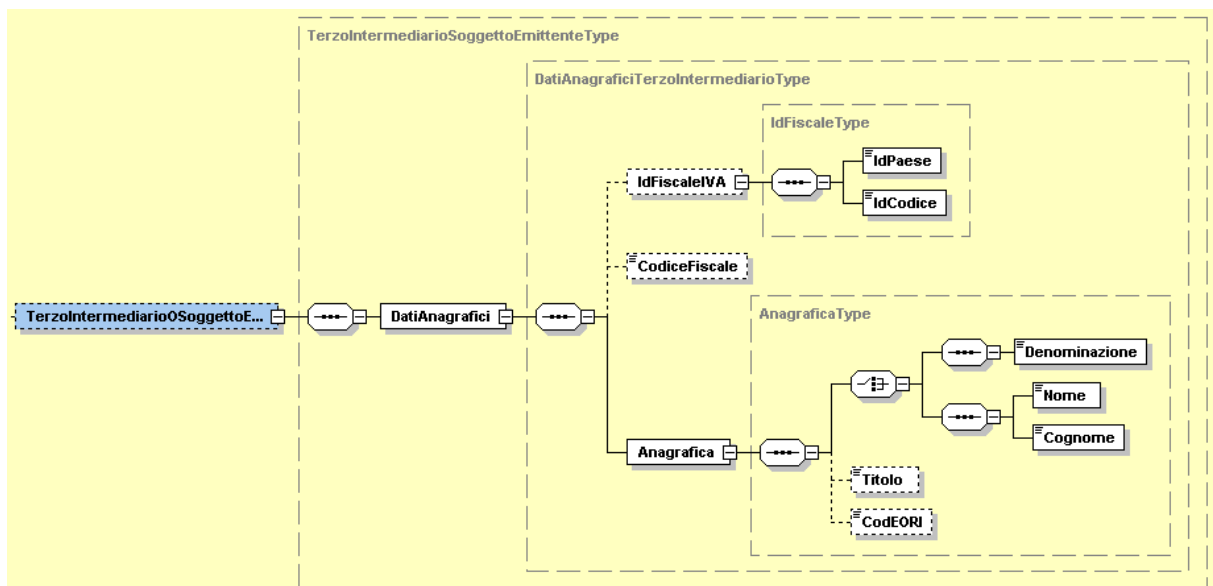 TerzoIntermediarioSoggettoEmittenteType
DatiAnagraficiTerzoIntermediarioType
IdFiscaleType
IdPaese
IdFiscaleIVA
IdCodice
CodiceFiscale
TerzoIntermediarioOSoggettoE...
DatiAnagrafici
AnagraficaType
Denominazione
Nome
Cognome
Anagrafica
Titolo
CodEORI